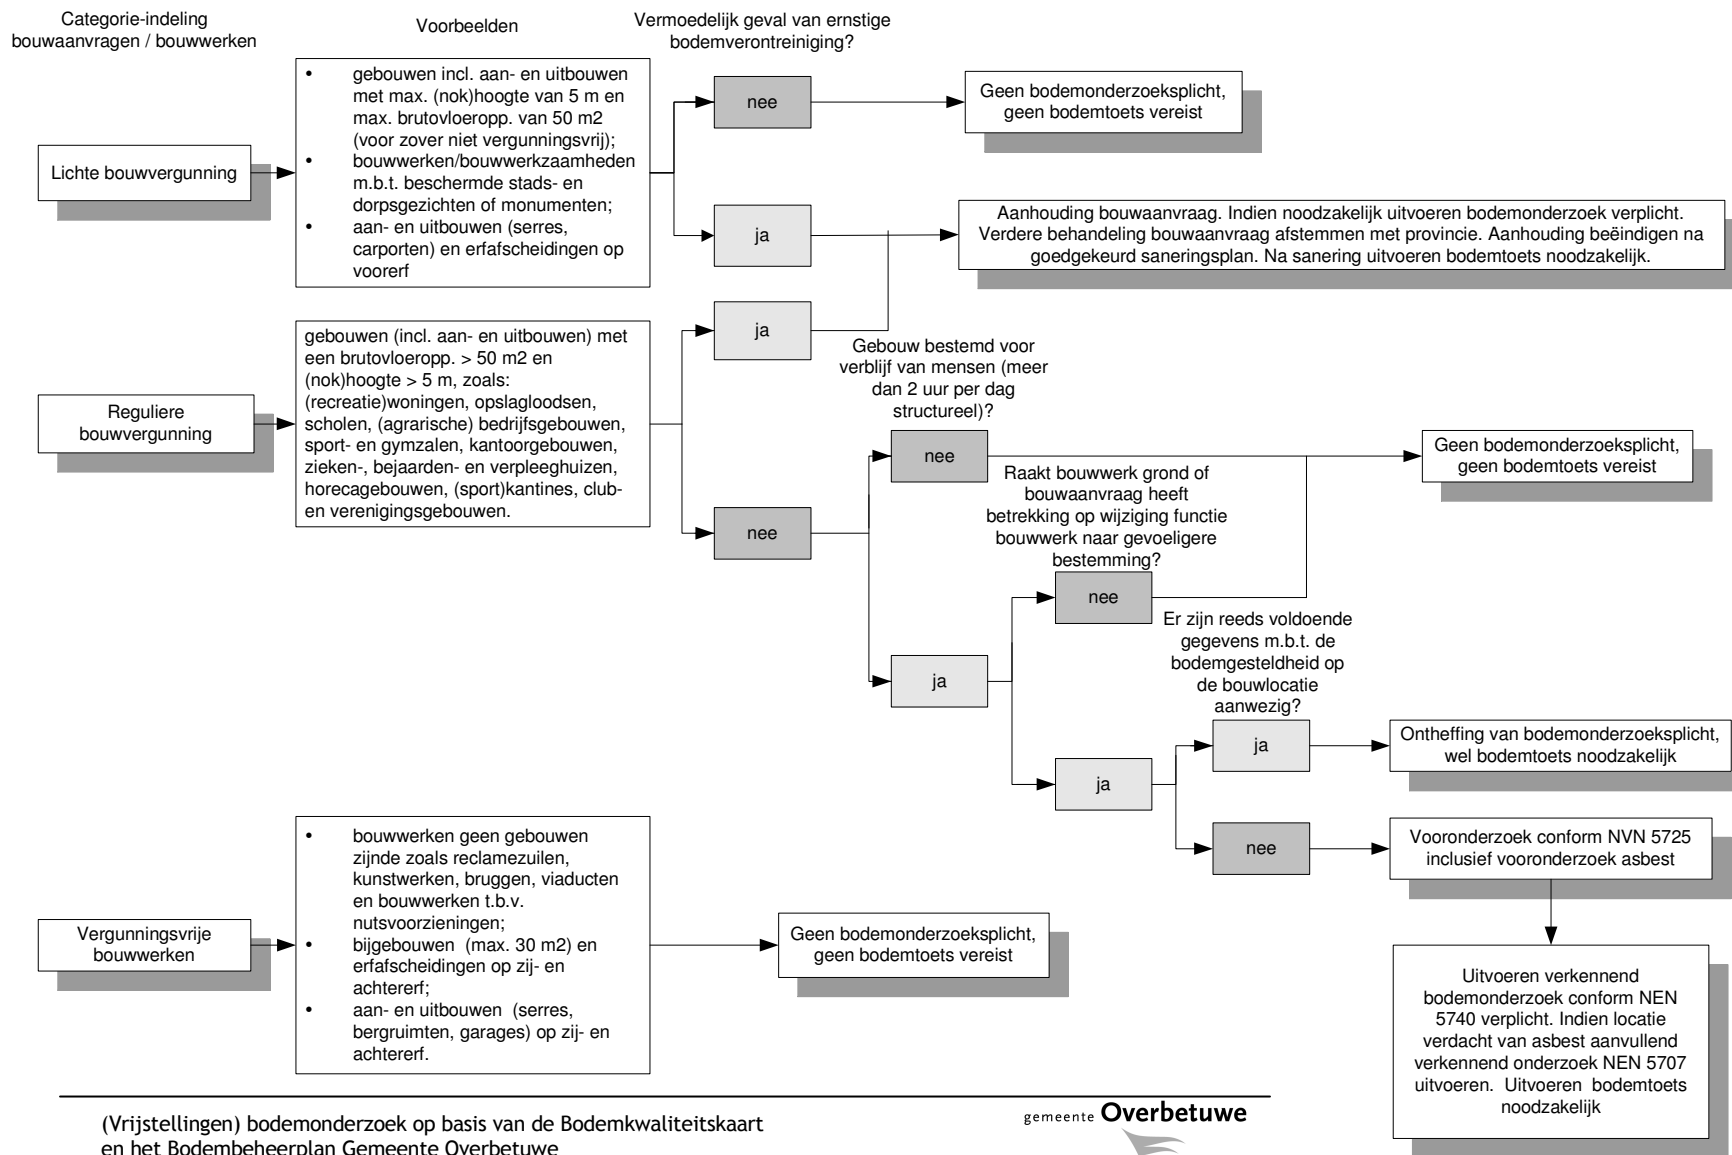 Categorie-indeling
bouwaanvragen / bouwwerken
Voorbeelden
Vermoedelijk geval van ernstige
bodemverontreiniging?
Lichte bouwvergunning
• gebouwen incl. aan- en uitbouwen
met max. (nok)hoogte van 5 m en
max. brutovloeropp. van 50 m2
(voor zover niet vergunningsvrij);
• bouwwerken/bouwwerkzaamheden
m.b.t. beschermde stads- en
dorpsgezichten of monumenten;
• aan- en uitbouwen (serres,
carporten) en erfafscheidingen op
voorerf
nee
Geen bodemonderzoeksplicht,
geen bodemtoets vereist
ja
Aanhouding bouwaanvraag. Indien noodzakelijk uitvoeren bodemonderzoek verplicht.
Verdere behandeling bouwaanvraag afstemmen met provincie. Aanhouding beëindigen na
goedgekeurd saneringsplan. Na sanering uitvoeren bodemtoets noodzakelijk.
Reguliere
bouwvergunning
gebouwen (incl. aan- en uitbouwen) met
een brutovloeropp. > 50 m2 en
(nok)hoogte > 5 m, zoals:
(recreatie)woningen, opslagloodsen,
scholen, (agrarische) bedrijfsgebouwen,
sport- en gymzalen, kantoorgebouwen,
zieken-, bejaarden- en verpleeghuizen,
horecagebouwen, (sport)kantines, club-
en verenigingsgebouwen.
ja
nee
Gebouw bestemd voor
verblijf van mensen (meer
dan 2 uur per dag
structureel)?
nee
Geen bodemonderzoeksplicht,
geen bodemtoets vereist
ja
Raakt bouwwerk grond of
bouwaanvraag heeft
betrekking op wijziging functie
bouwwerk naar gevoeligere
bestemming?
nee
ja
Er zijn reeds voldoende
gegevens m.b.t. de
bodemgesteldheid op
de bouwlocatie
aanwezig?
ja
Ontheffing van bodemonderzoeksplicht,
wel bodemtoets noodzakelijk
nee
Vooronderzoek conform NVN 5725
inclusief vooronderzoek asbest
Uitvoeren verkennend
bodemonderzoek conform NEN
5740 verplicht. Indien locatie
verdacht van asbest aanvullend
verkennend onderzoek NEN 5707
uitvoeren. Uitvoeren bodemtoets
noodzakelijk
Vergunningsvrije
bouwwerken
• bouwwerken geen gebouwen
zijnde zoals reclamezuilen,
kunstwerken, bruggen, viaducten
en bouwwerken t.b.v.
nutsvoorzieningen;
• bijgebouwen (max. 30 m2) en
erfafscheidingen op zij- en
achtererf;
• aan- en uitbouwen (serres,
bergruimten, garages) op zij- en
achtererf.
Geen bodemonderzoeksplicht,
geen bodemtoets vereist
(Vrijstellingen) bodemonderzoek op basis van de Bodemkwaliteitskaart
en het Bodembeheerplan Gemeente Overbetuwe
gemeente Overbetuwe